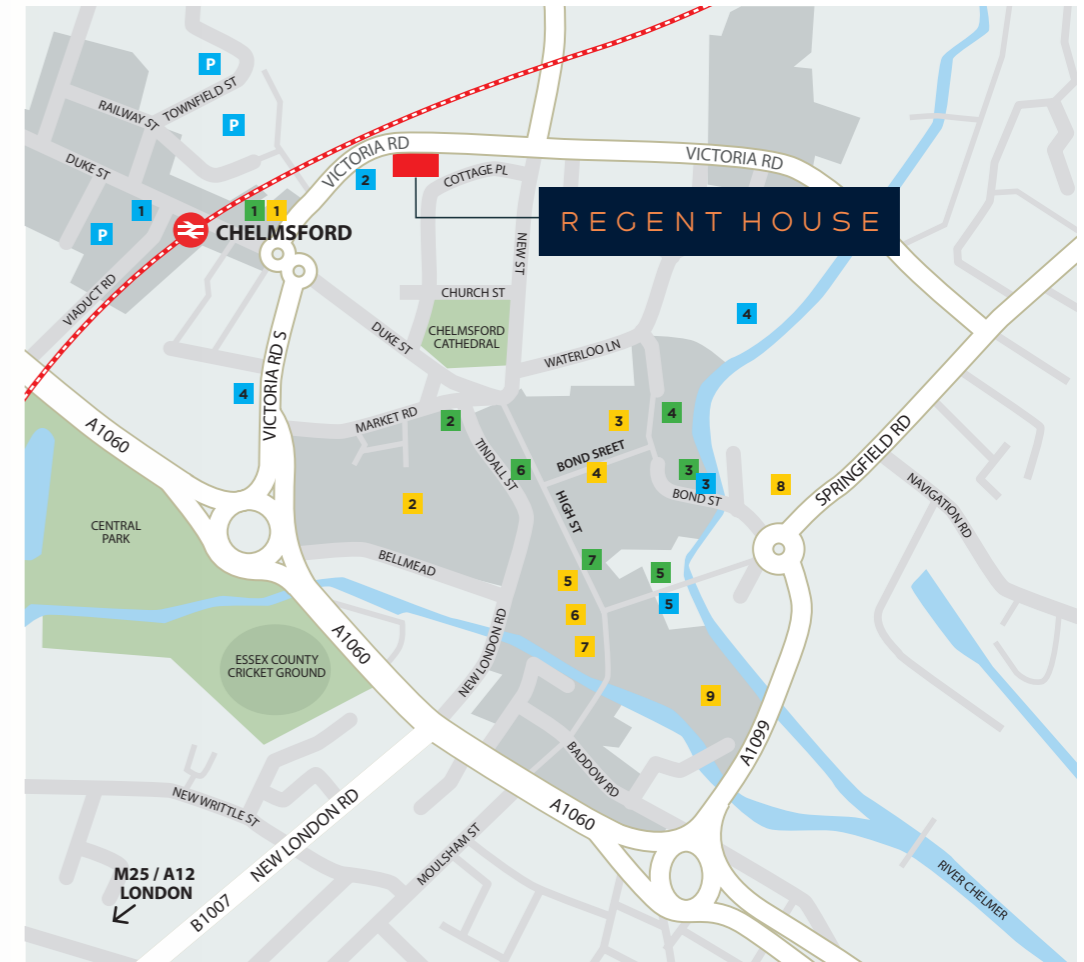 P
TOWNFIELD ST
RAILWAY ST
P
VICTORIA RD
VICTORIA RD
DUKE ST
2
COTTAGE PL
1
1
1
REGENT HOUSE
P
CHELMSFORD
NEW ST
VIADUCT RD
CHURCH ST
4
CHELMSFORD
CATHEDRAL
DUKE ST
WATERLOO LN
VICTORIA RD S
4
A1060
MARKET RD
2
3
4
TINDALL ST
6
BOND SREET
4
3
3
BOND ST
8
SPRINGFIELD RD
NAVIGATION RD
2
HIGH ST
CENTRAL
PARK
BELLMEAD
7
5
5
5
6
A1060
NEW LONDON RD
7
ESSEX COUNTY
CRICKET GROUND
9
A1099
BADDOW RD
NEW WRITTLE ST
A1060
NEW LONDON RD
MOULSHAM ST
M25 / A12
LONDON
B1007
RIVER CHELMER